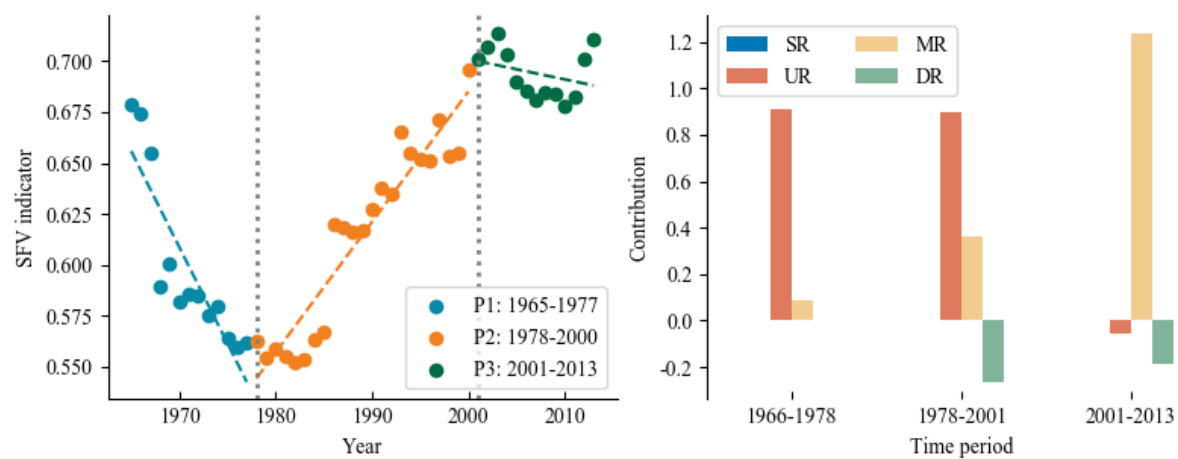 SFV indicator
0.700
0.675
0.650
0.625
0.600
0.575
0.550
P1: 1965-1977
P2: 1978-2000
P3: 2001-2013
1970 1980 1990 2000 2010
Year
Contribution
1.2
1.0
0.8
0.6
0.4
0.2
0.0
-0.2
SR MR
UR DR
1966-1978 1978-2001 2001-2013
Time period